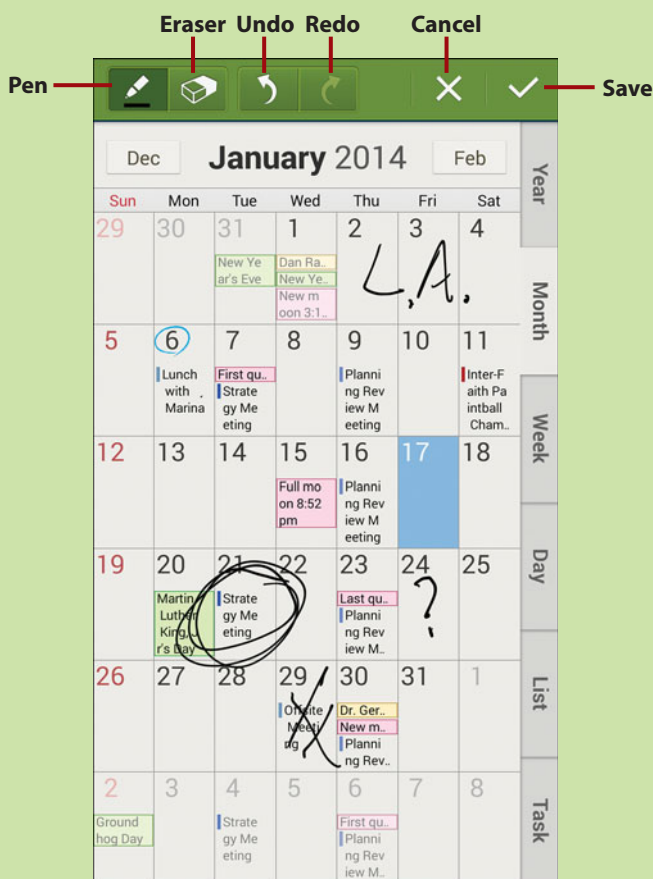 Eraser Undo Redo Cancel
Pen
Save
Dec January 2014 Feb
Year
Month
Week
Day
List
Task
Sun Mon Tue Wed Thu Fri Sat
29 30 31 1 2 3 4
New Ye
ar's Eve
Dan Ra..
New Ye..
New m
oon 3:1..
L.A.
5 6 7 8 9 10 11
Lunch
with
Marina
First qu..
Strate
gy Me
eting
Planni
ng Rev
iew M
eeting
Inter-F
aith Pa
intball
Cham..
12 13 14 15 16 17 18
Full mo
on 8:52
pm
Planni
ng Rev
iew M
eeting
19 20 21 22 23 24 25
Martin
Luther
King, J
r's Day
Strate
gy Me
eting
Last qu..
Planni
ng Rev
iew M..
?
26 27 28 29 30 31 1
Offsite
Meeti
ng
Dr. Ger..
New m..
Planni
ng Rev..
2 3 4 5 6 7 8
Ground
hog Day
Strate
gy Me
eting
First qu..
Planni
ng Rev
iew M..